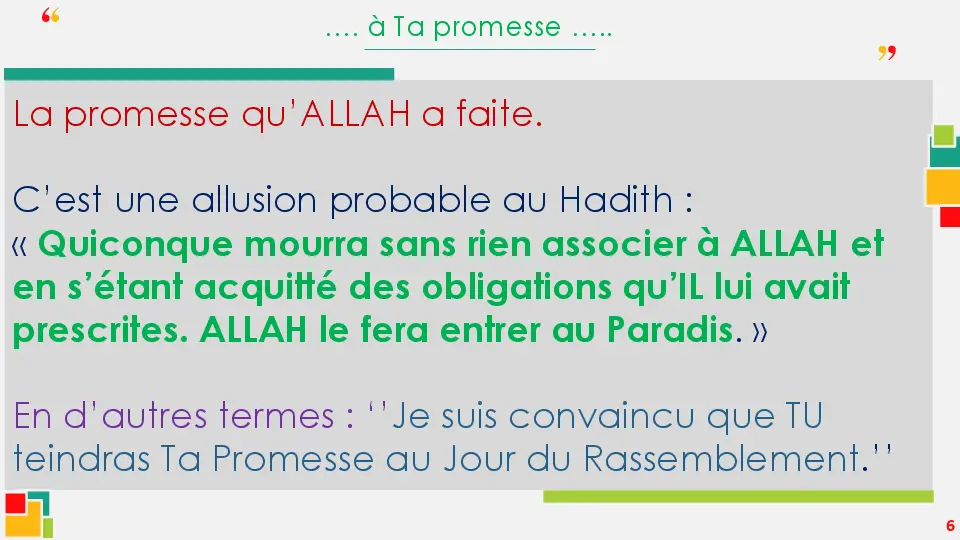 “
…. à Ta promesse …..
”
La promesse qu’ALLAH a faite.
C’est une allusion probable au Hadith :
« Quiconque mourra sans rien associer à ALLAH et
en s’étant acquitté des obligations qu’IL lui avait
prescrites. ALLAH le fera entrer au Paradis. »
En d’autres termes : ‘’Je suis convaincu que TU
teindras Ta Promesse au Jour du Rassemblement.’’
6